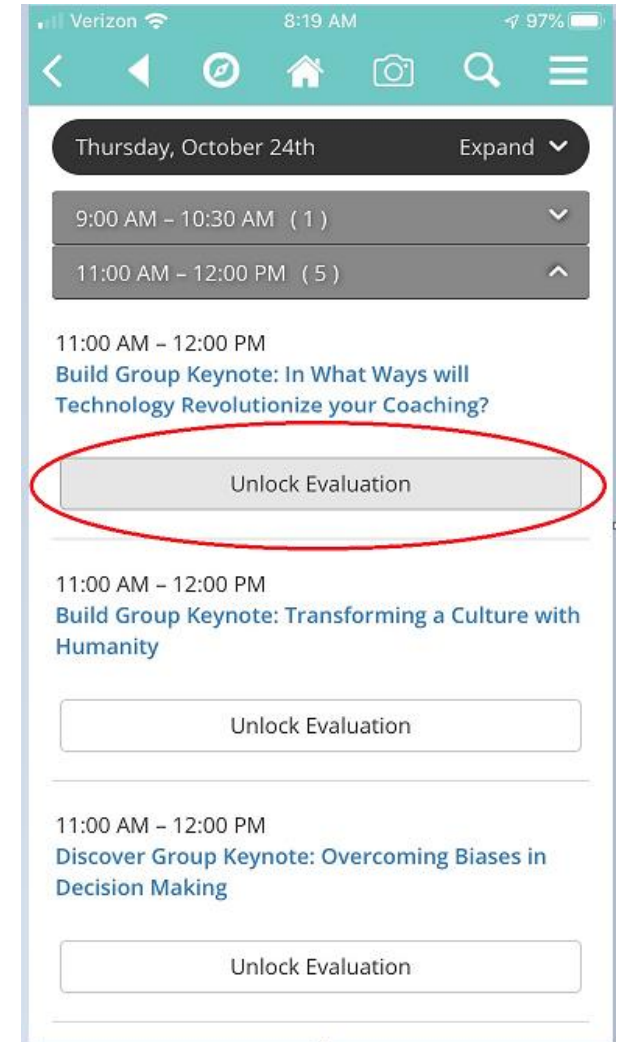 Verizon 8:19 AM 97%
Thursday, October 24th Expand
9:00 AM – 10:30 AM ( 1 )
11:00 AM – 12:00 PM ( 5 )
11:00 AM – 12:00 PM
Build Group Keynote: In What Ways will
Technology Revolutionize your Coaching?
Unlock Evaluation
11:00 AM – 12:00 PM
Build Group Keynote: Transforming a Culture with
Humanity
Unlock Evaluation
11:00 AM – 12:00 PM
Discover Group Keynote: Overcoming Biases in
Decision Making
Unlock Evaluation